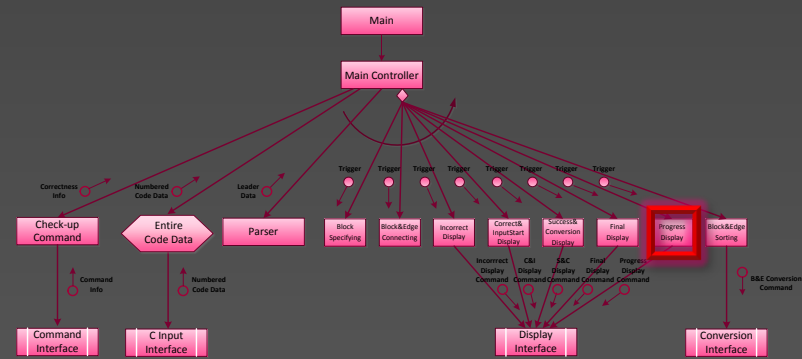 Main
Main Controller
Trigger
Trigger
Trigger
Trigger
Trigger
Trigger
Trigger
Correctness
Info
Numbered
Code Data
Leader
Data
Check-up
Command
Entire
Code Data
Parser
Block
Specifying
Block&Edge
Connecting
Incorrect
Display
Correct&
InputStart
Display
Success&
Conversion
Display
Final
Display
Progress
Display
Block&Edge
Sorting
Command
info
Numbered
Code Data
Incorrrect
Display
Command
C&I
Display
Command
S&C
Display
Command
Final
Display
Command
Progress
Display
Command
B&E Conversion
Command
Command
Interface
C Input
Interface
Display
Interface
Conversion
Interface